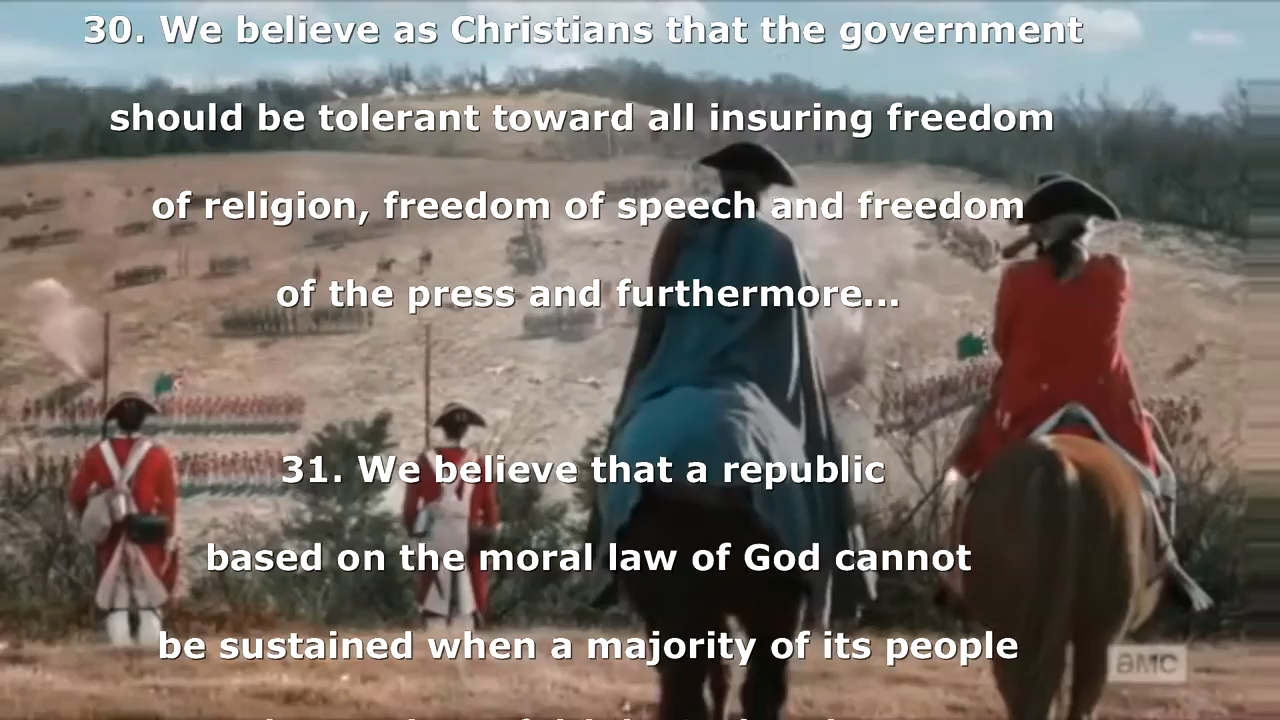 30. We believe as Christians that the government
should be tolerant toward all insuring freedom
of religion, freedom of speech and freedom
of the press and furthermore...
31. We believe that a republic
based on the moral law of God cannot
be sustained when a majority of its people
amc